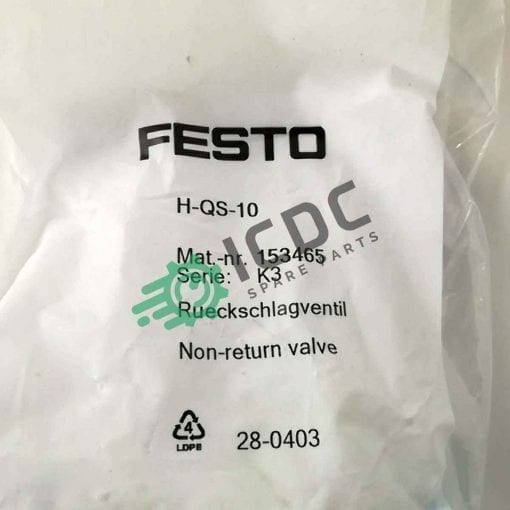 FESTO
H-QS-10
ICDC
SPARE PARTS
Mat.-nr. 153465
Serie: K3
Rueckschlagventil
Non-return valve
4
LDPE
28-0403